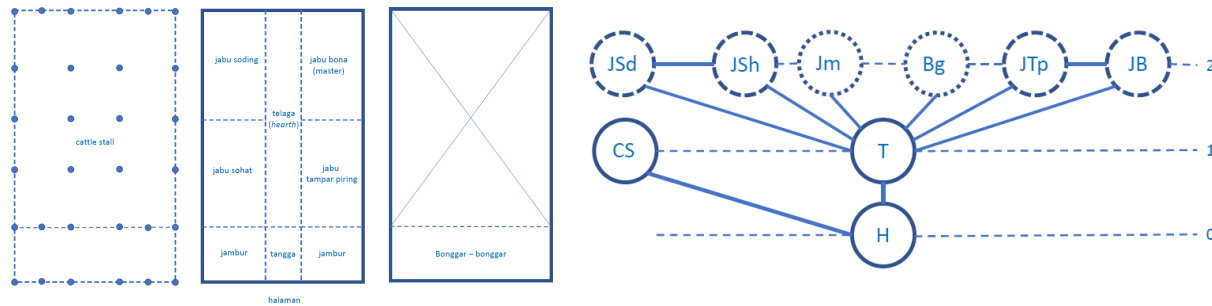 cattle stall
jabu soding
jabu bona
(master)
telaga
(hearth)
jabu sohat
jabu
tampar piring
jambur
tangga
jambur
halaman
Bonggar – bonggar
JSd
JSh
Jm
Bg
JTp
JB
2
CS
T
1
H
0